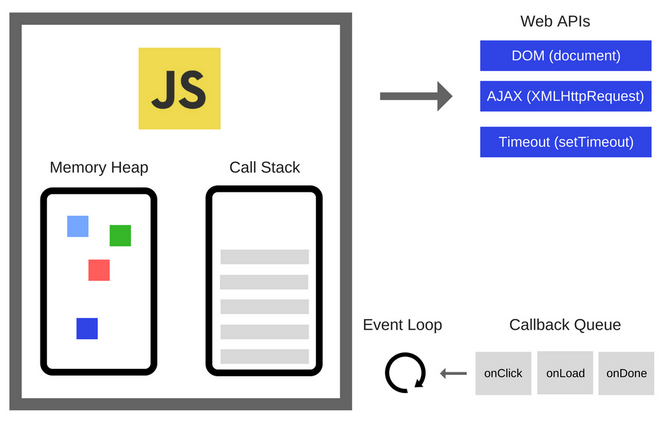 JS
Memory Heap
Call Stack
Web APIs
DOM (document)
AJAX (XMLHttpRequest)
Timeout (setTimeout)
Event Loop
Callback Queue
onClick
onLoad
onDone